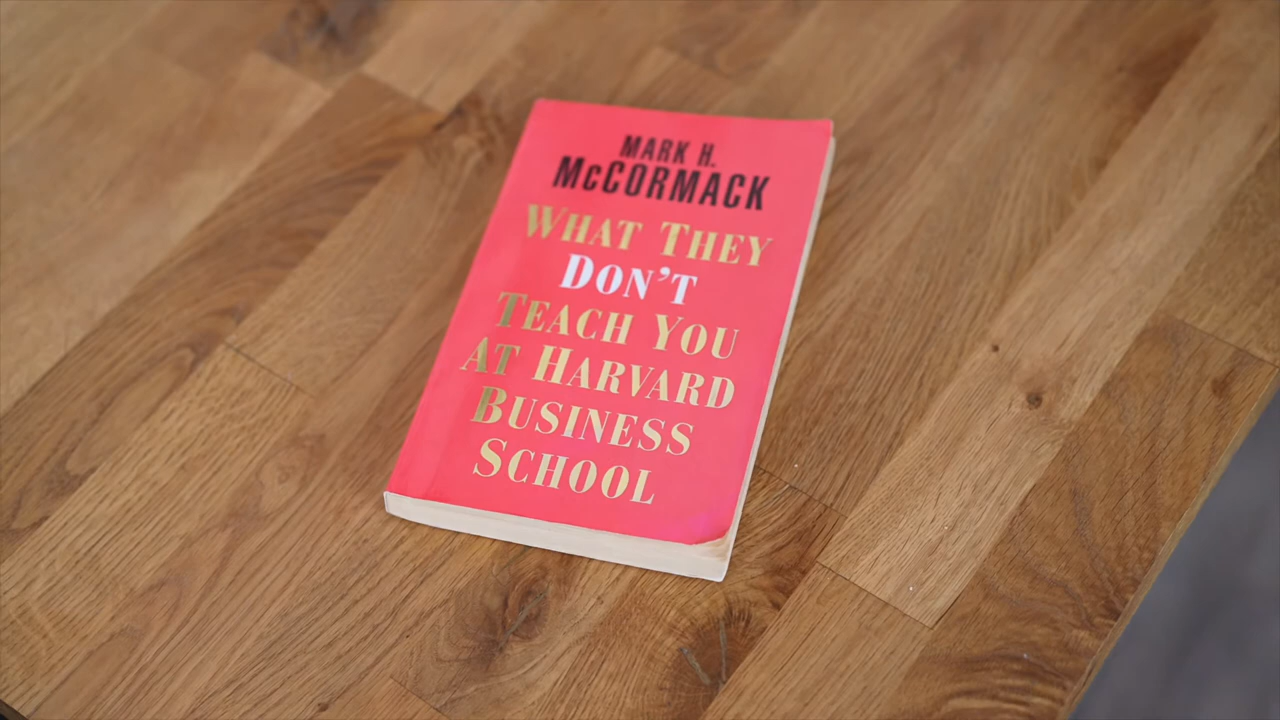 MARK H.
McCORMACK
WHAT THEY
DON'T
TEACH YOU
AT HARVARD
BUSINESS
SCHOOL